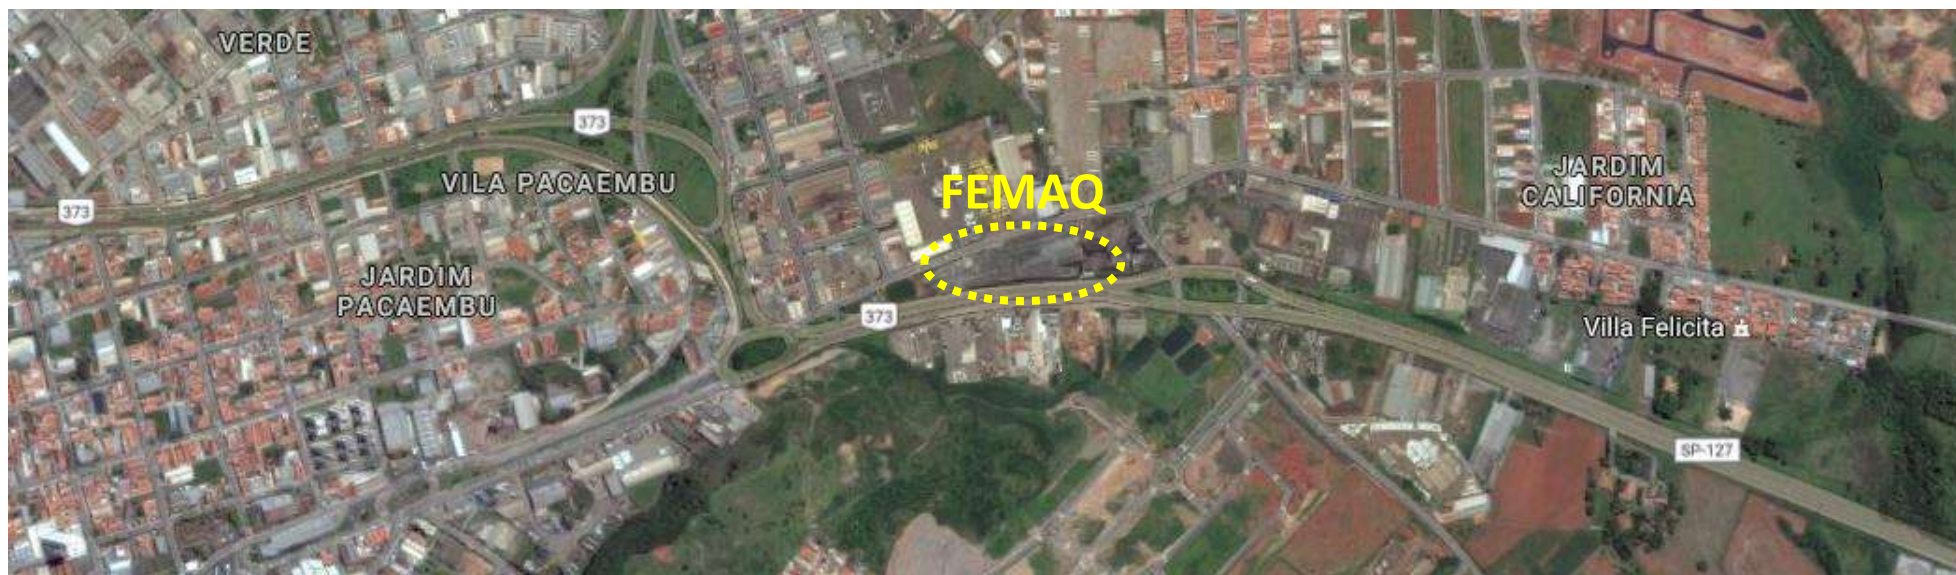 VERDE
373
VILA PACAEMBU
373
FEMAQ
JARDIM
CALIFORNIA
JARDIM
PACAEMBU
373
Villa Felicita
SP-127